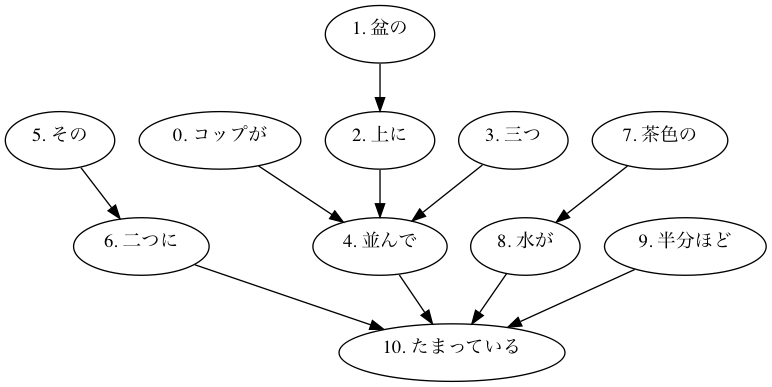 1. 盆の
5. その
0. コップが
2. 上に
3. 三つ
7. 茶色の
6. 二つに
4. 並んで
8. 水が
9. 半分ほど
10. たまっている